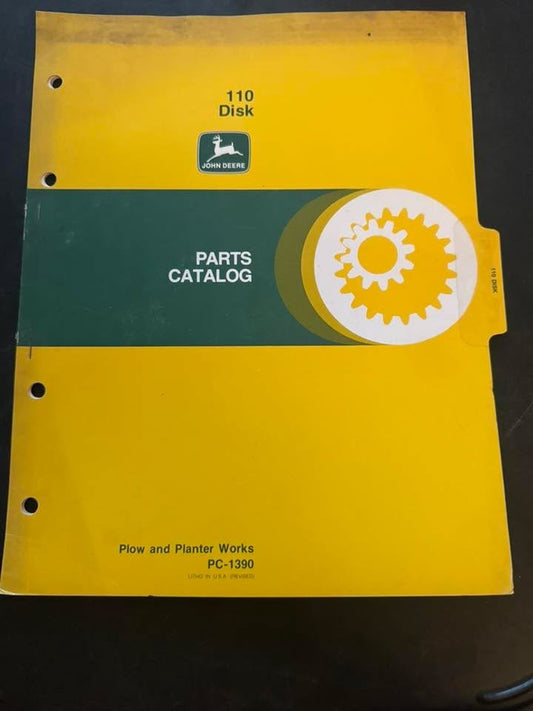 110
Disk
JOHN DEERE
PARTS
CATALOG
110 DISK
Plow and Planter Works
PC-1390
LITHO IN U.S.A. (REVISED)